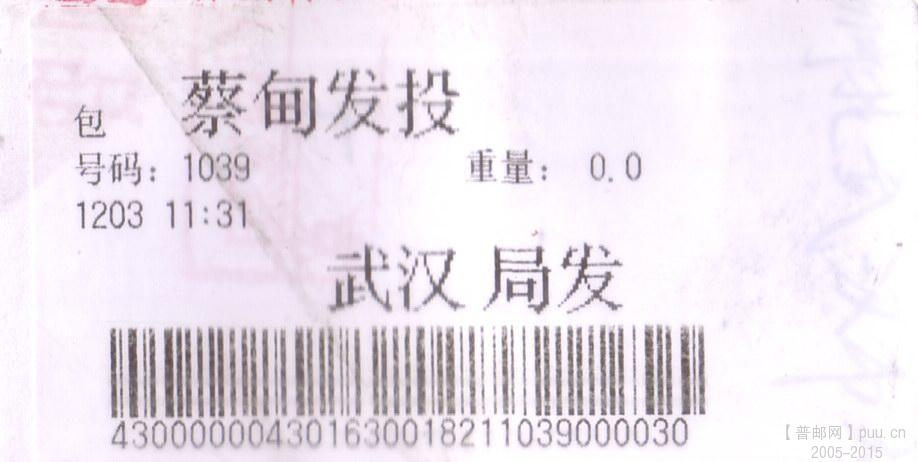 蔡甸发投
包
号码：1039 重量：0.0
1203 11:31
武汉 局发
430000004301630018211039000030
【普邮网】puu.cn
2005-2015